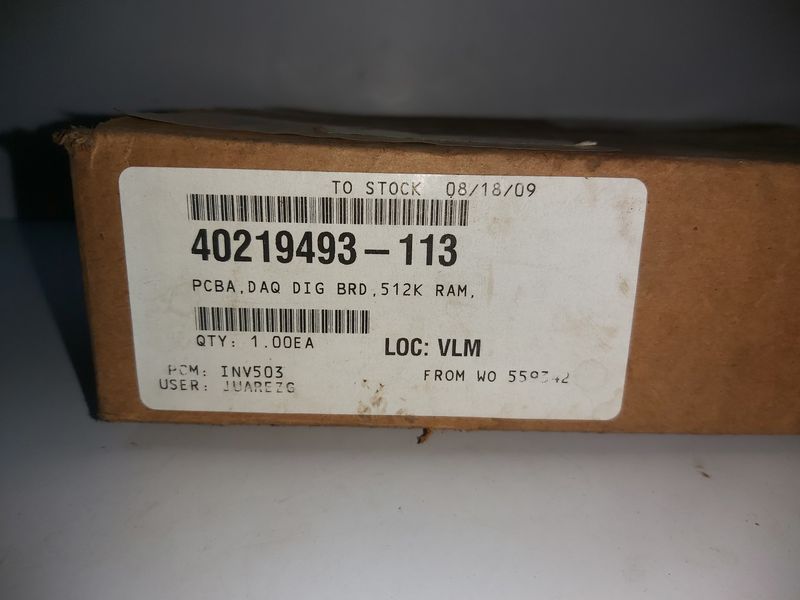 TO STOCK 08/18/09
40219493-113
PCBA,DAQ DIG BRD,512K RAM,
QTY: 1.00EA
LOC: VLM
PCM: INV503
FROM WO 559342
USER: JUAREZG